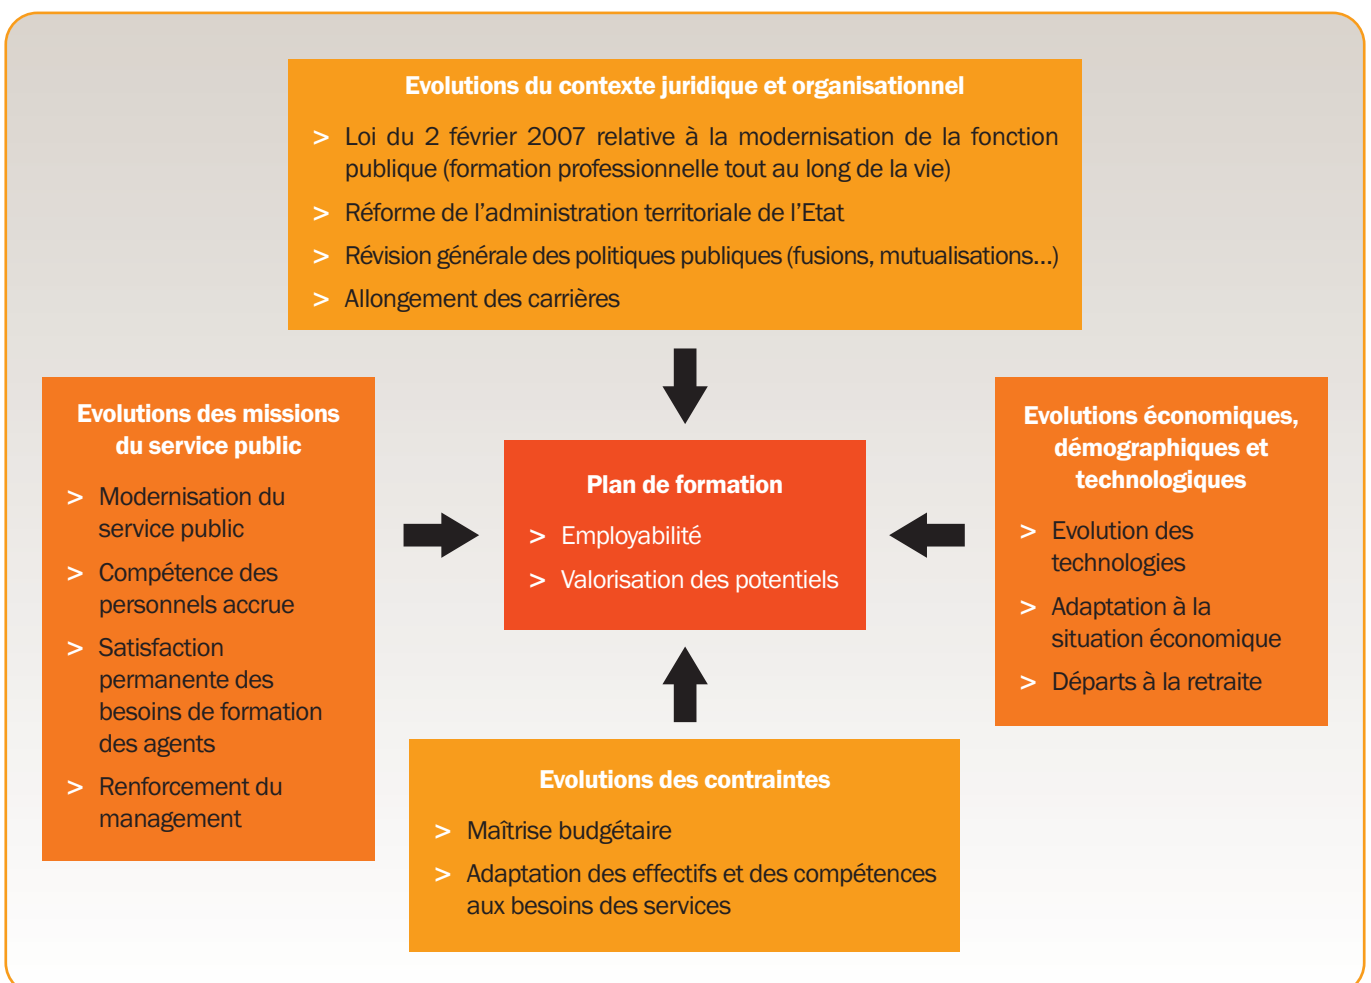 Evolutions du contexte juridique et organisationnel
> Loi du 2 février 2007 relative à la modernisation de la fonction
publique (formation professionnelle tout au long de la vie)
> Réforme de l'administration territoriale de l'Etat
> Révision générale des politiques publiques (fusions, mutualisations...)
> Allongement des carrières
Evolutions des missions
du service public
> Modernisation du
service public
> Compétence des
personnels accrue
> Satisfaction
permanente des
besoins de formation
des agents
> Renforcement du
management
Plan de formation
> Employabilité
> Valorisation des potentiels
Evolutions économiques,
démographiques et
technologiques
> Evolution des
technologies
> Adaptation à la
situation économique
> Départs à la retraite
Evolutions des contraintes
> Maîtrise budgétaire
> Adaptation des effectifs et des compétences
aux besoins des services